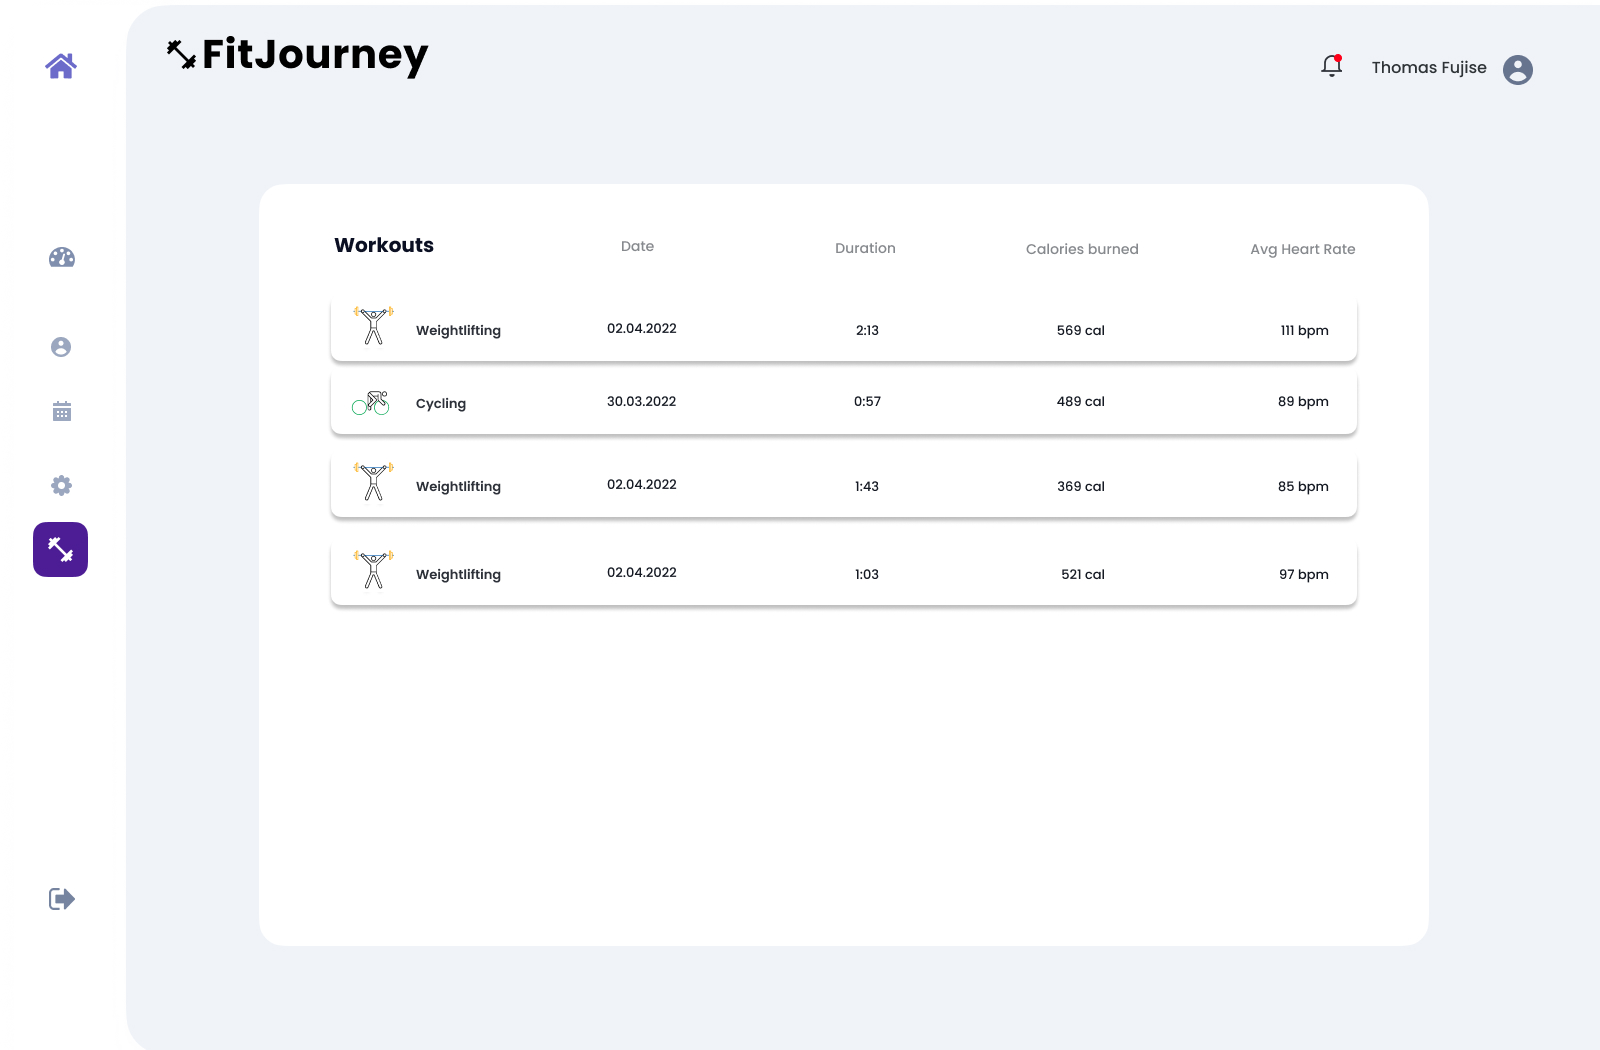 FitJourney
Thomas Fujise
Workouts Date Duration Calories burned Avg Heart Rate
Weightlifting 02.04.2022 2:13 569 cal 111 bpm
Cycling 30.03.2022 0:57 489 cal 89 bpm
Weightlifting 02.04.2022 1:43 369 cal 85 bpm
Weightlifting 02.04.2022 1:03 521 cal 97 bpm